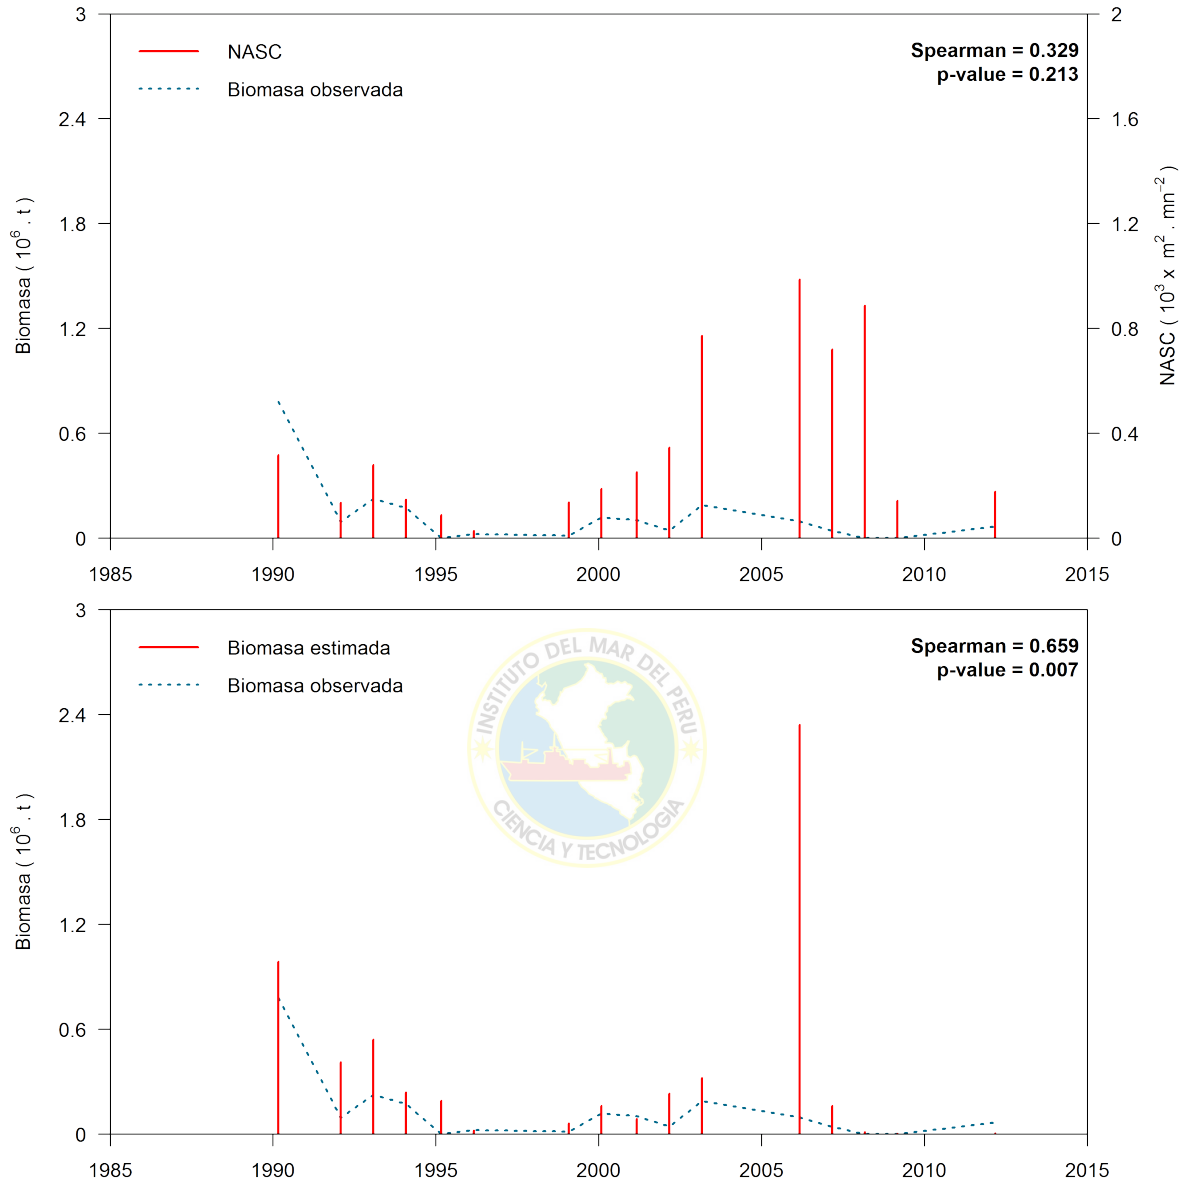 3
2.4
1.8
1.2
0.6
0
Biomasa ( 10⁶ . t )
NASC
Biomasa observada
Spearman = 0.329
p-value = 0.213
2
1.6
1.2
0.8
0.4
0
NASC ( 10³ x m² . mn⁻² )
1985 1990 1995 2000 2005 2010 2015
3
2.4
1.8
1.2
0.6
0
Biomasa ( 10⁶ . t )
Biomasa estimada
Biomasa observada
Spearman = 0.659
p-value = 0.007
INSTITUTO DEL MAR DEL PERU
CIENCIA Y TECNOLOGIA
1985 1990 1995 2000 2005 2010 2015